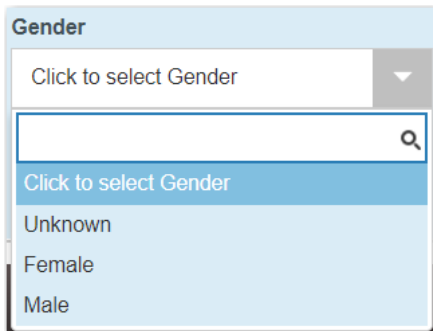 Gender
Click to select Gender
Click to select Gender
Unknown
Female
Male